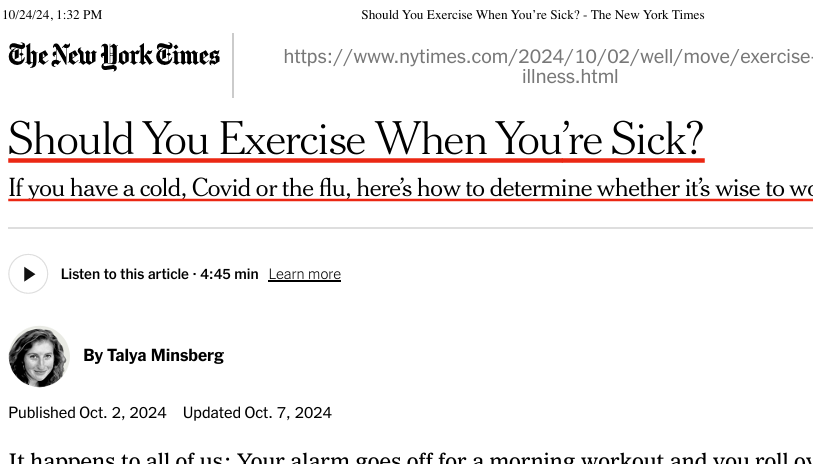 10/24/24, 1:32 PM Should You Exercise When You’re Sick? - The New York Times
The New York Times
https://www.nytimes.com/2024/10/02/well/move/exercise-
illness.html
Should You Exercise When You’re Sick?
If you have a cold, Covid or the flu, here’s how to determine whether it’s wise to
Listen to this article · 4:45 min Learn more
By Talya Minsberg
Published Oct. 2, 2024 Updated Oct. 7, 2024
It happens to all of us: Your alarm goes off for a morning workout and you roll